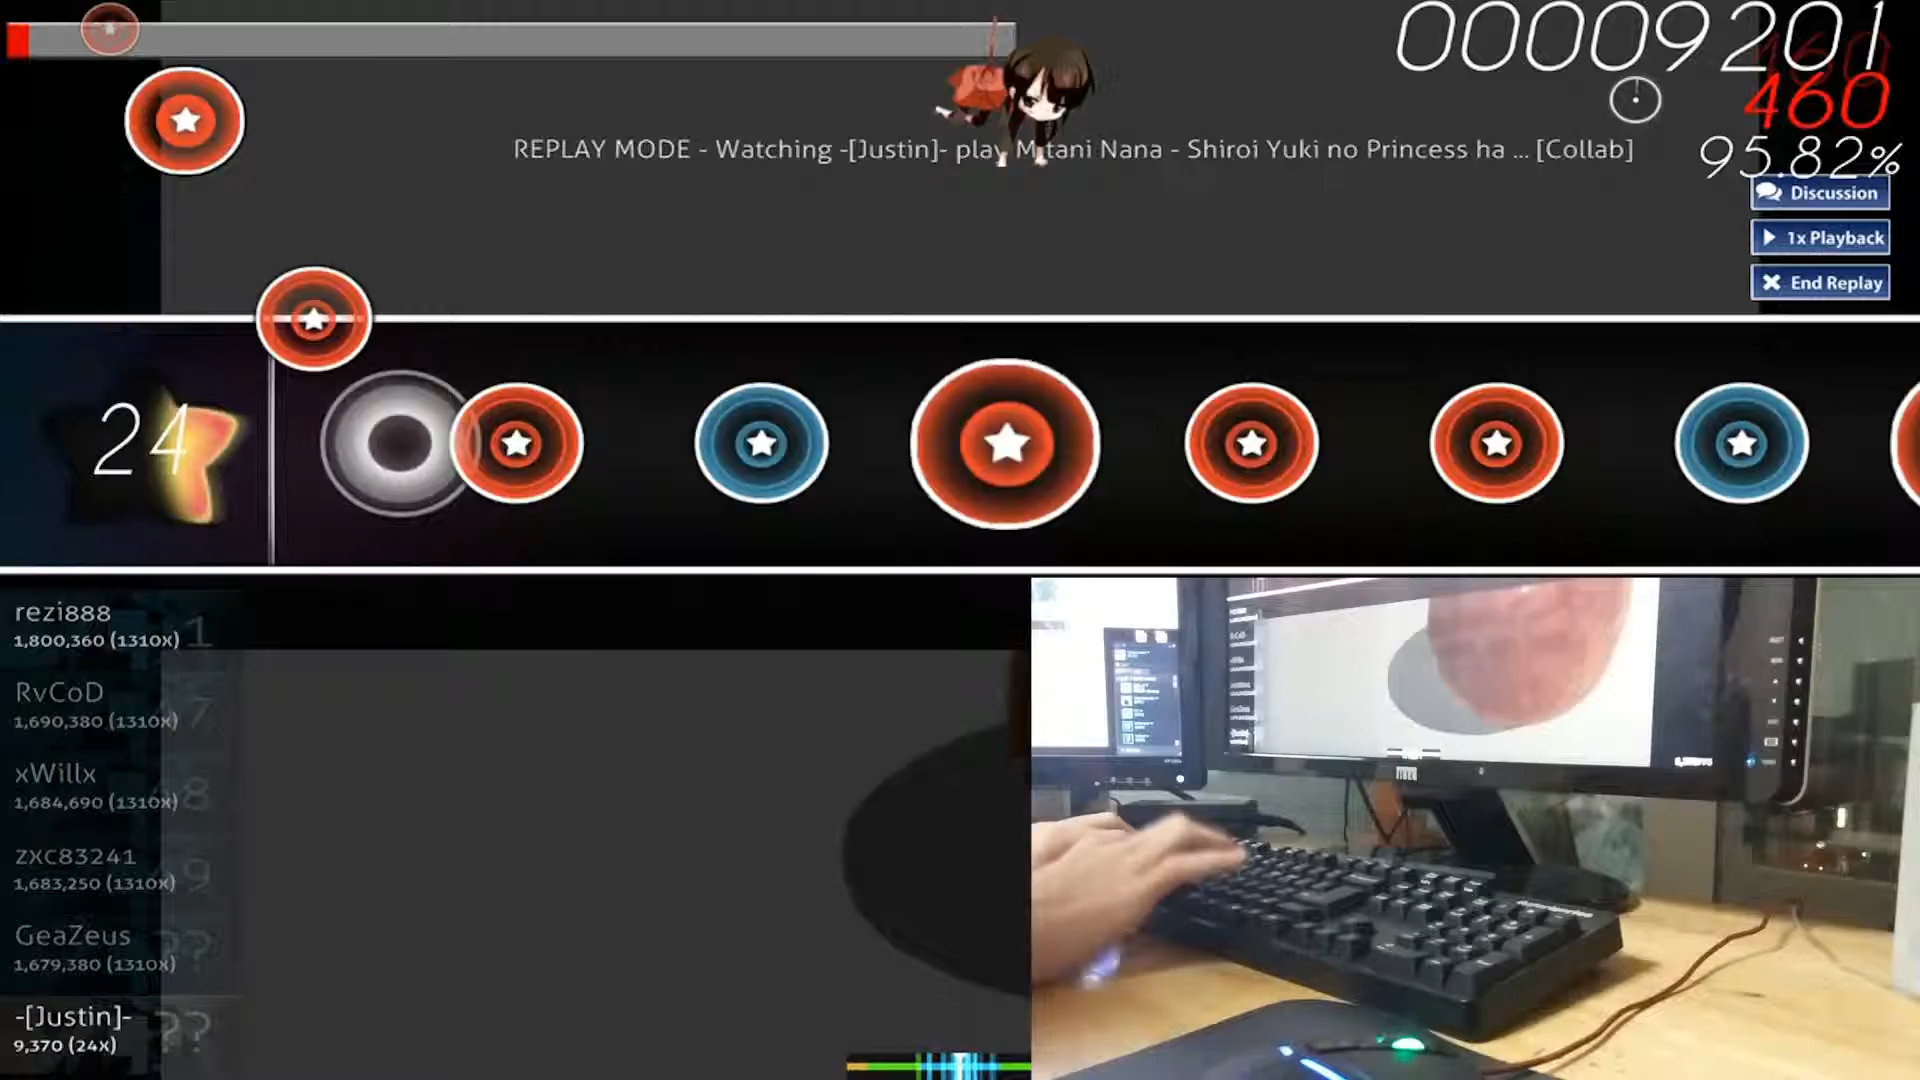 00009201
460
REPLAY MODE - Watching -[Justin]- play Mitani Nana - Shiroi Yuki no Princess ha ... [Collab]
95.82%
Discussion
1x Playback
End Replay
24
rezi888
1,800,360 (1310x) 1
RvCoD
1,690,380 (1310x) 7
xWillx
1,684,690 (1310x) 8
zxc83241
1,683,250 (1310x) 9
GeaZeus ??
1,679,380 (1310x)
-[Justin]- ??
9,370 (24x)